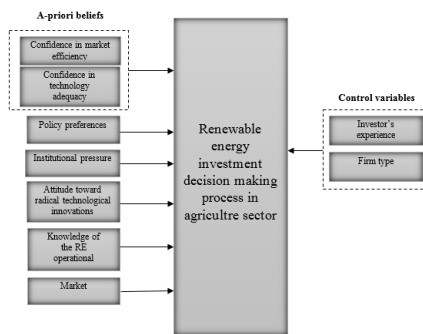 A-priori beliefs
Confidence in market
efficiency
Confidence in
technology
adequacy
Policy preferences
Institutional pressure
Attitude toward
radical technological
innovations
Knowledge of
the RE
operational
Market
Renewable
energy
investment
decision making
process in
agricultre sector
Control variables
Investor's
experience
Firm type